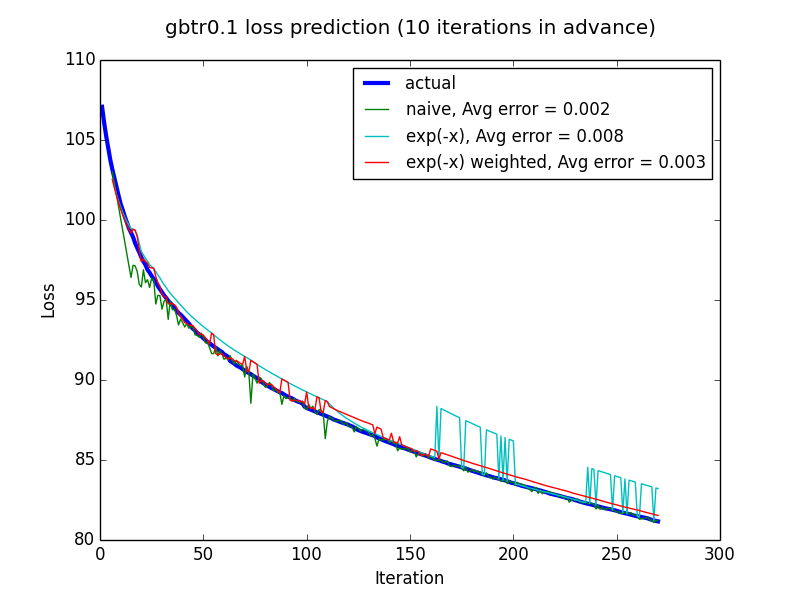 gbtr0.1 loss prediction (10 iterations in advance)
110
105
100
95
90
85
80
Loss
actual
naive, Avg error = 0.002
exp(-x), Avg error = 0.008
exp(-x) weighted, Avg error = 0.003
0 50 100 150 200 250 300
Iteration